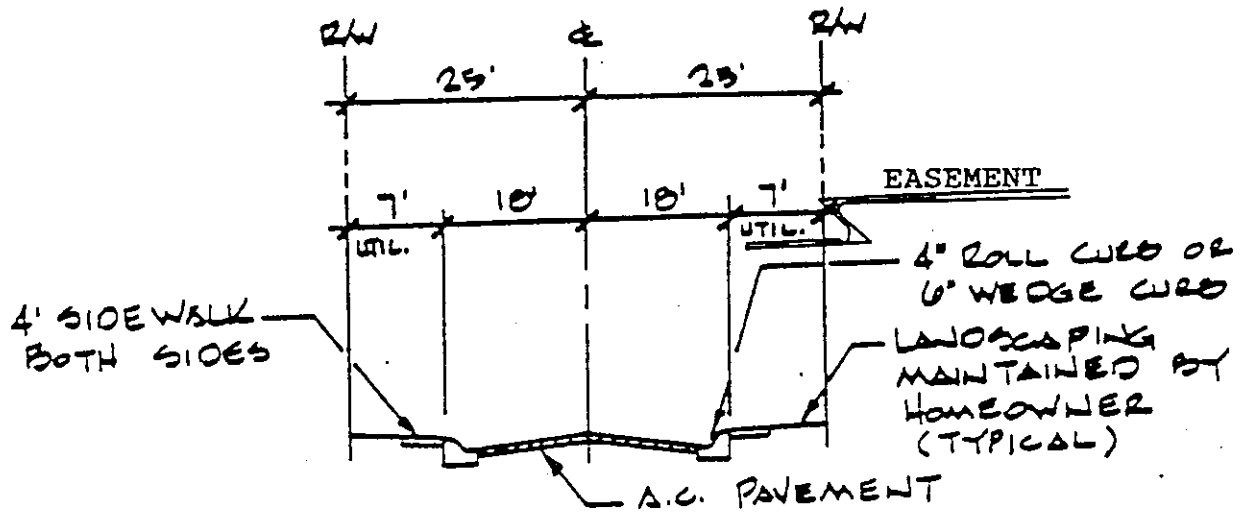 R/W ℄ R/W
25' 25'
EASEMENT
7' 18' 18' 7'
UTIL. UTIL.
4" ROLL CURB OR
6" WEDGE CURB
4' SIDEWALK
BOTH SIDES
LANDSCAPING
MAINTAINED BY
HOMEOWNER
(TYPICAL)
A.C. PAVEMENT